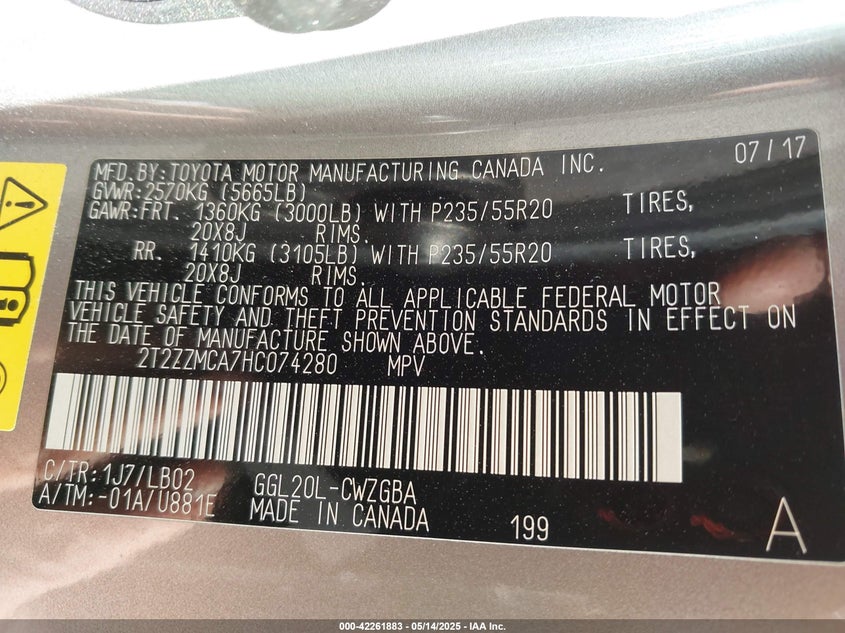 MFD.BY:TOYOTA MOTOR MANUFACTURING CANADA INC. 07/17
GVWR:2570KG (5665LB)
GAWR:FRT. 1360KG (3000LB) WITH P235/55R20 TIRES,
20X8J RIMS.
RR. 1410KG (3105LB) WITH P235/55R20 TIRES,
20X8J RIMS.
THIS VEHICLE CONFORMS TO ALL APPLICABLE FEDERAL MOTOR
VEHICLE SAFETY AND THEFT PREVENTION STANDARDS IN EFFECT ON
THE DATE OF MANUFACTURE SHOWN ABOVE.
2T2ZZMCA7HC074280 MPV
C/TR:1J7/LB02
A/TM:-01A/U881E
GGL20L-CWZGBA
MADE IN CANADA 199 A
000-42261883 - 05/14/2025 - IAA Inc.